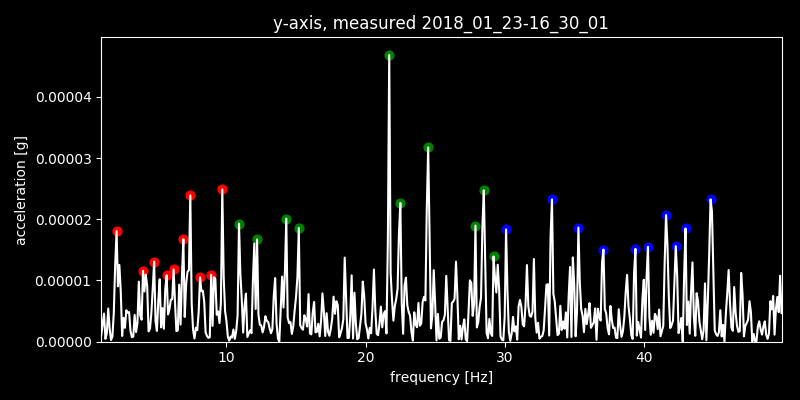 y-axis, measured 2018_01_23-16_30_01
acceleration [g]
0.00004
0.00003
0.00002
0.00001
0.00000
10 20 30 40
frequency [Hz]